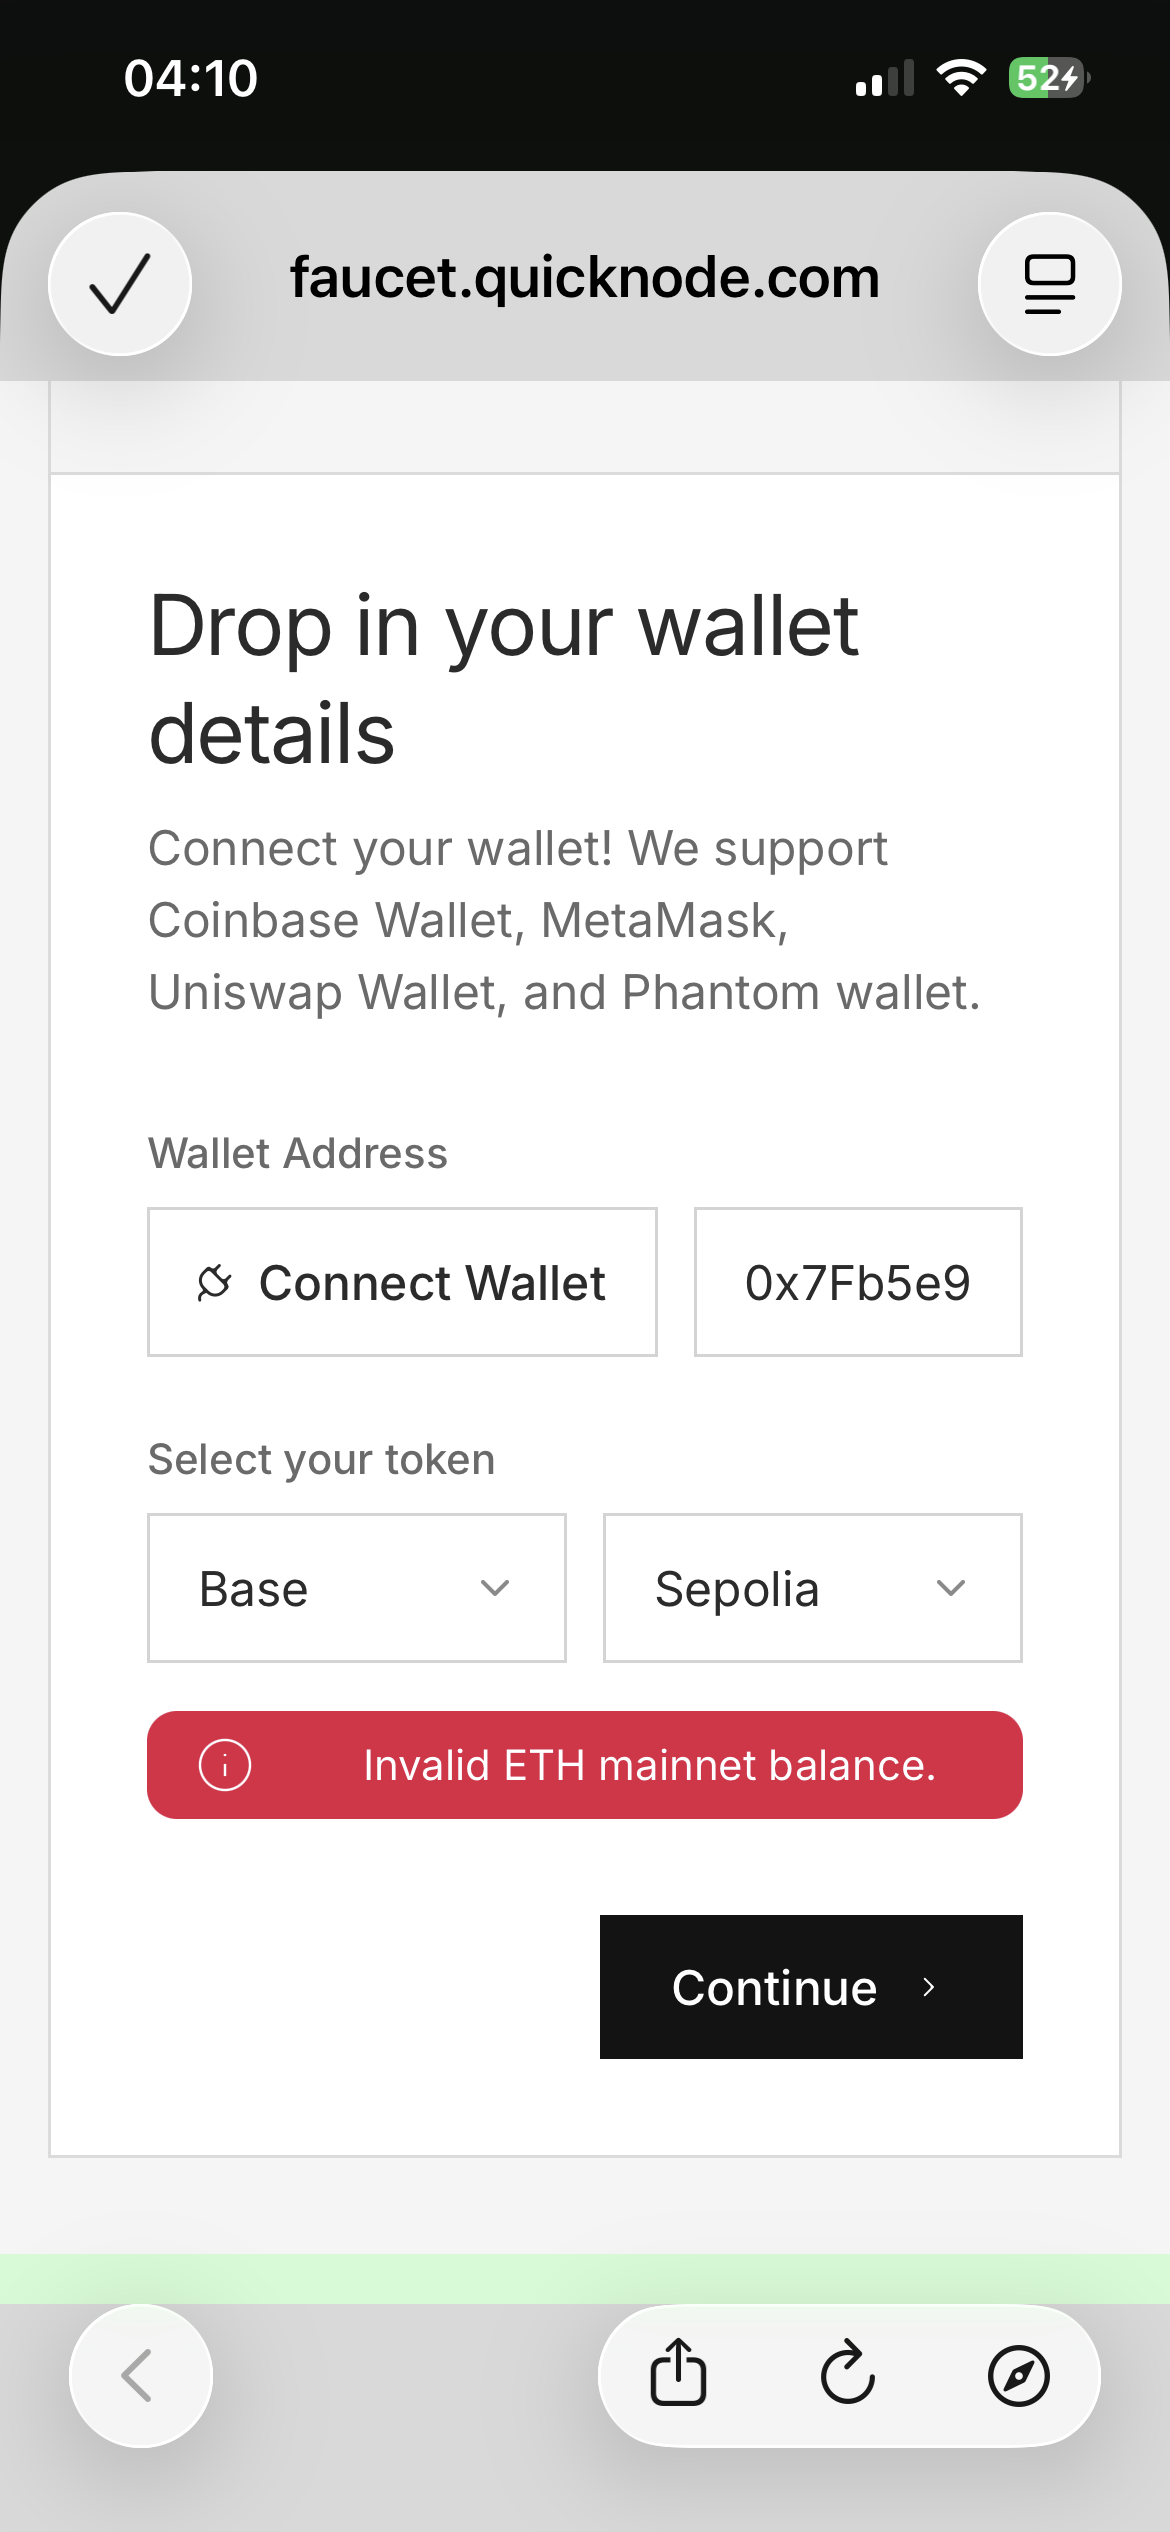 04:10
52
faucet.quicknode.com
Drop in your wallet
details
Connect your wallet! We support
Coinbase Wallet, MetaMask,
Uniswap Wallet, and Phantom wallet.
Wallet Address
Connect Wallet
0x7Fb5e9
Select your token
Base
Sepolia
Invalid ETH mainnet balance.
Continue